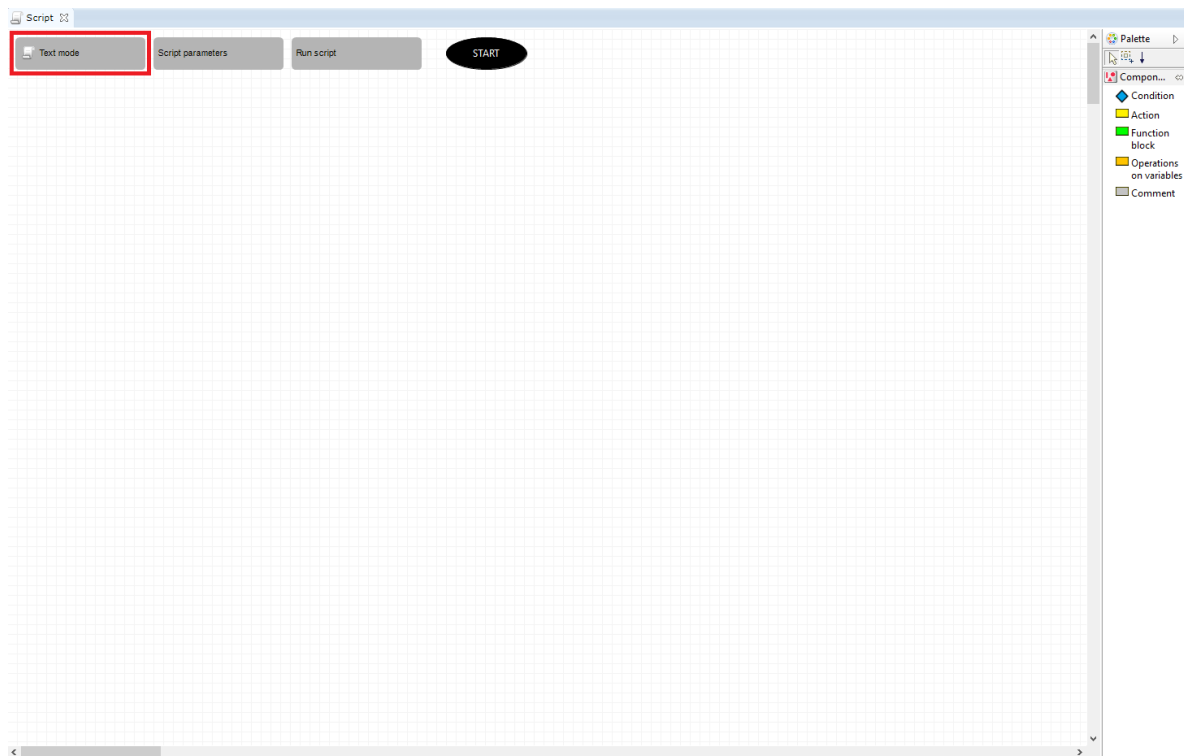 Script
Text mode
Script parameters
Run script
START
Palette
Compon...
Condition
Action
Function
block
Operations
on variables
Comment